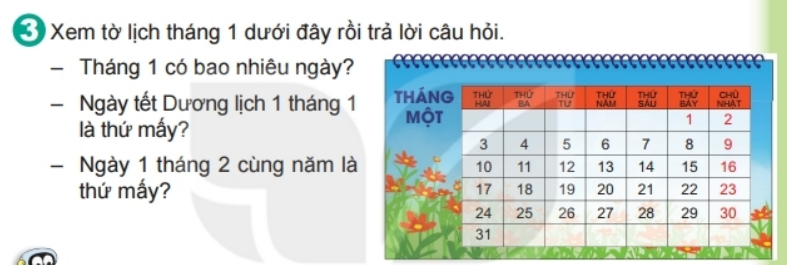 3 Xem tờ lịch tháng 1 dưới đây rồi trả lời câu hỏi.
– Tháng 1 có bao nhiêu ngày?
– Ngày tết Dương lịch 1 tháng 1
là thứ mấy?
– Ngày 1 tháng 2 cùng năm là
thứ mấy?
THÁNG
MỘT
THỨ HAI THỨ BA THỨ TƯ THỨ NĂM THỨ SÁU THỨ BẢY CHỦ NHẬT
1 2
3 4 5 6 7 8 9
10 11 12 13 14 15 16
17 18 19 20 21 22 23
24 25 26 27 28 29 30
31